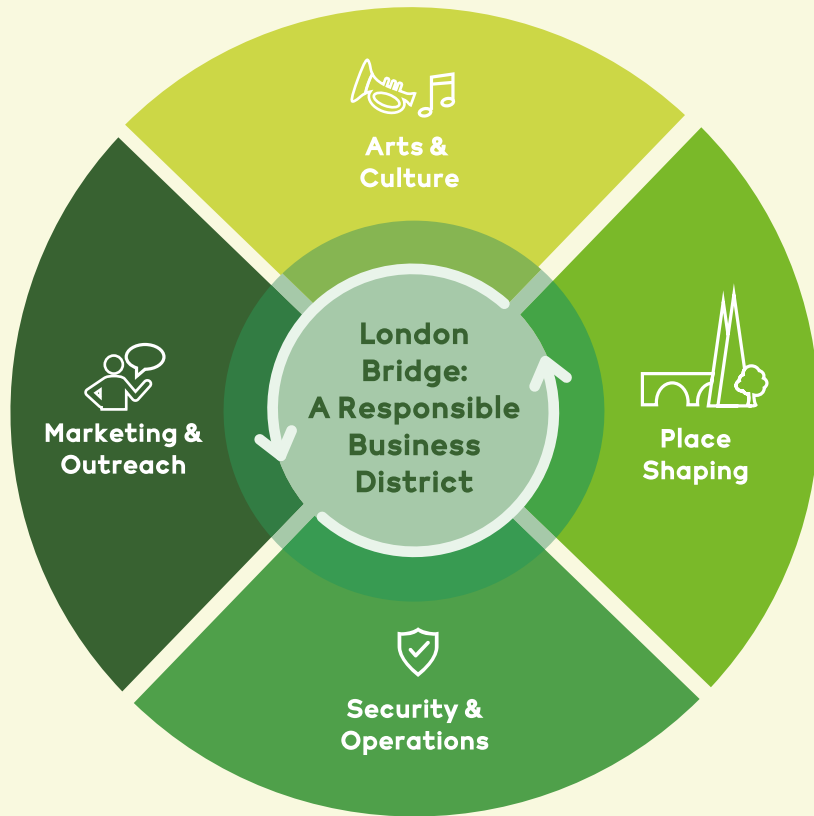 Arts &
Culture
London
Bridge:
A Responsible
Business
District
Marketing &
Outreach
Place
Shaping
Security &
Operations